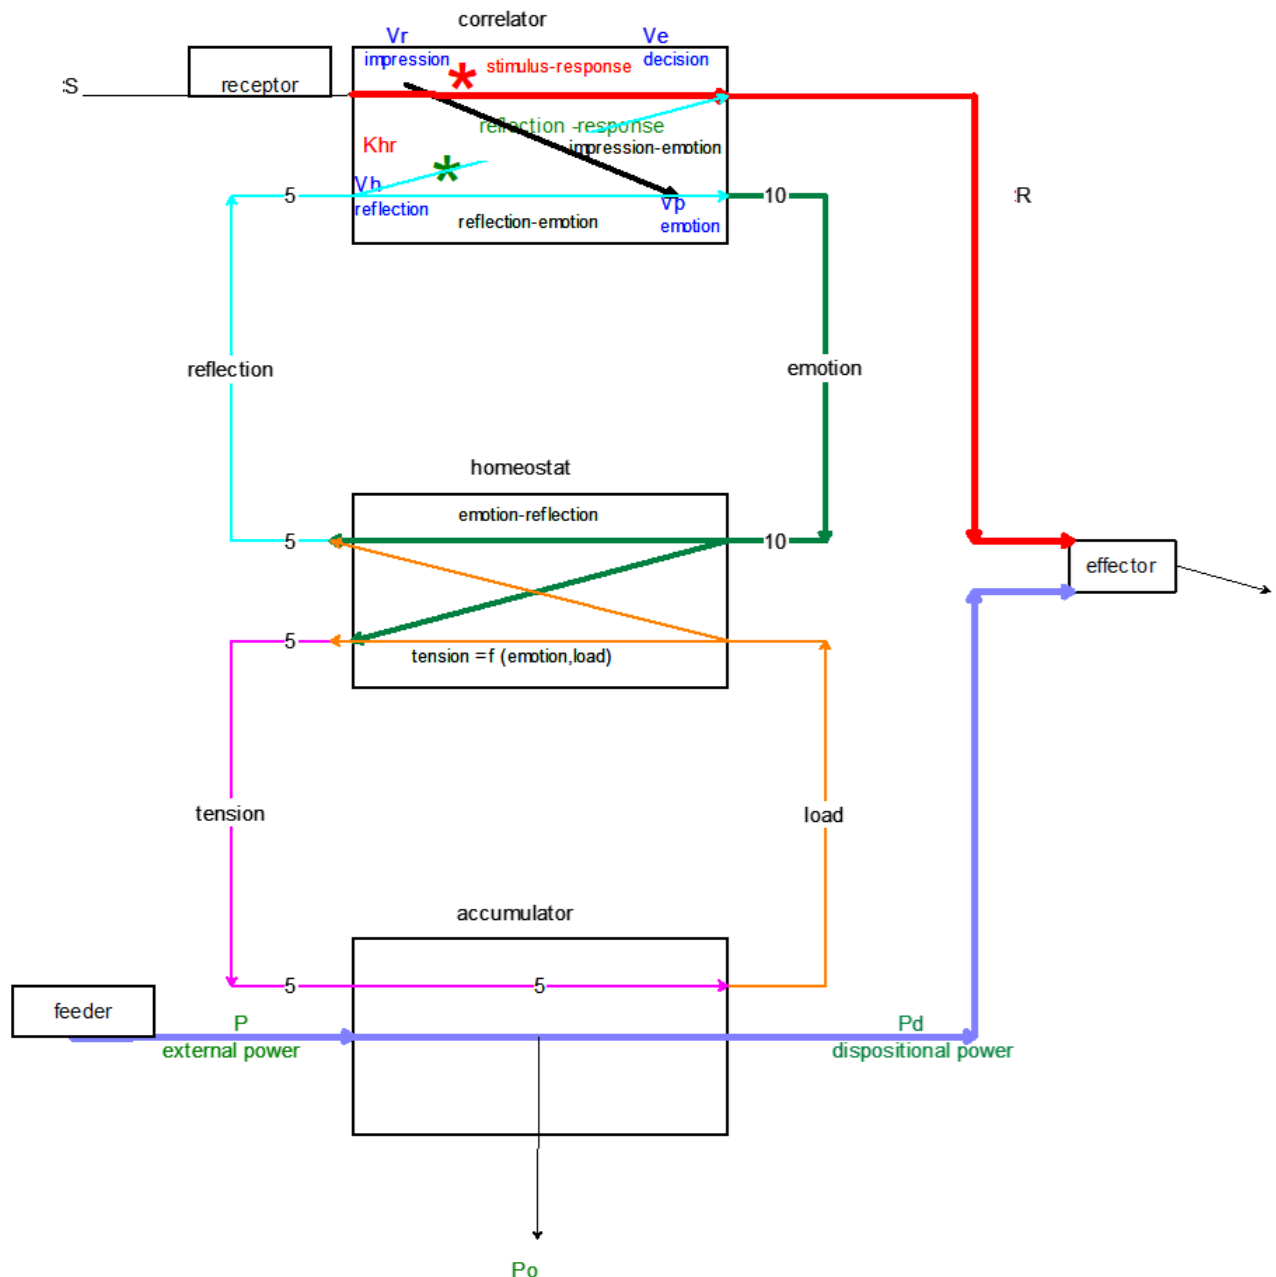 correlator
Vr
Ve
impression
stimulus-response
decision
:S
receptor
reflection -response
impression-emotion
Khr
Vh
5
10
:R
reflection
Vp
reflection-emotion
emotion
reflection
emotion
homeostat
emotion-reflection
5
10
effector
5
tension =f (emotion,load)
tension
load
accumulator
5
5
feeder
P
Pd
external power
dispositional power
Po